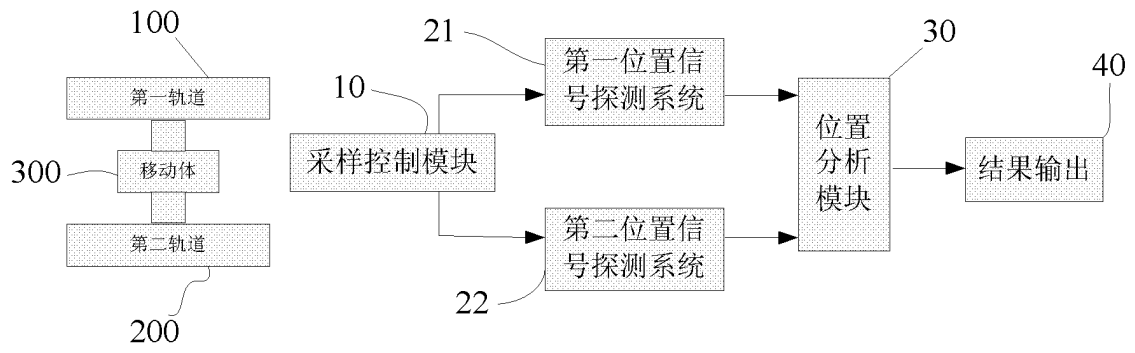 100
第一轨道
300
移动体
第二轨道
200
10
采样控制模块
21
第一位置信
号探测系统
第二位置信
号探测系统
22
30
位置
分析
模块
40
结果输出